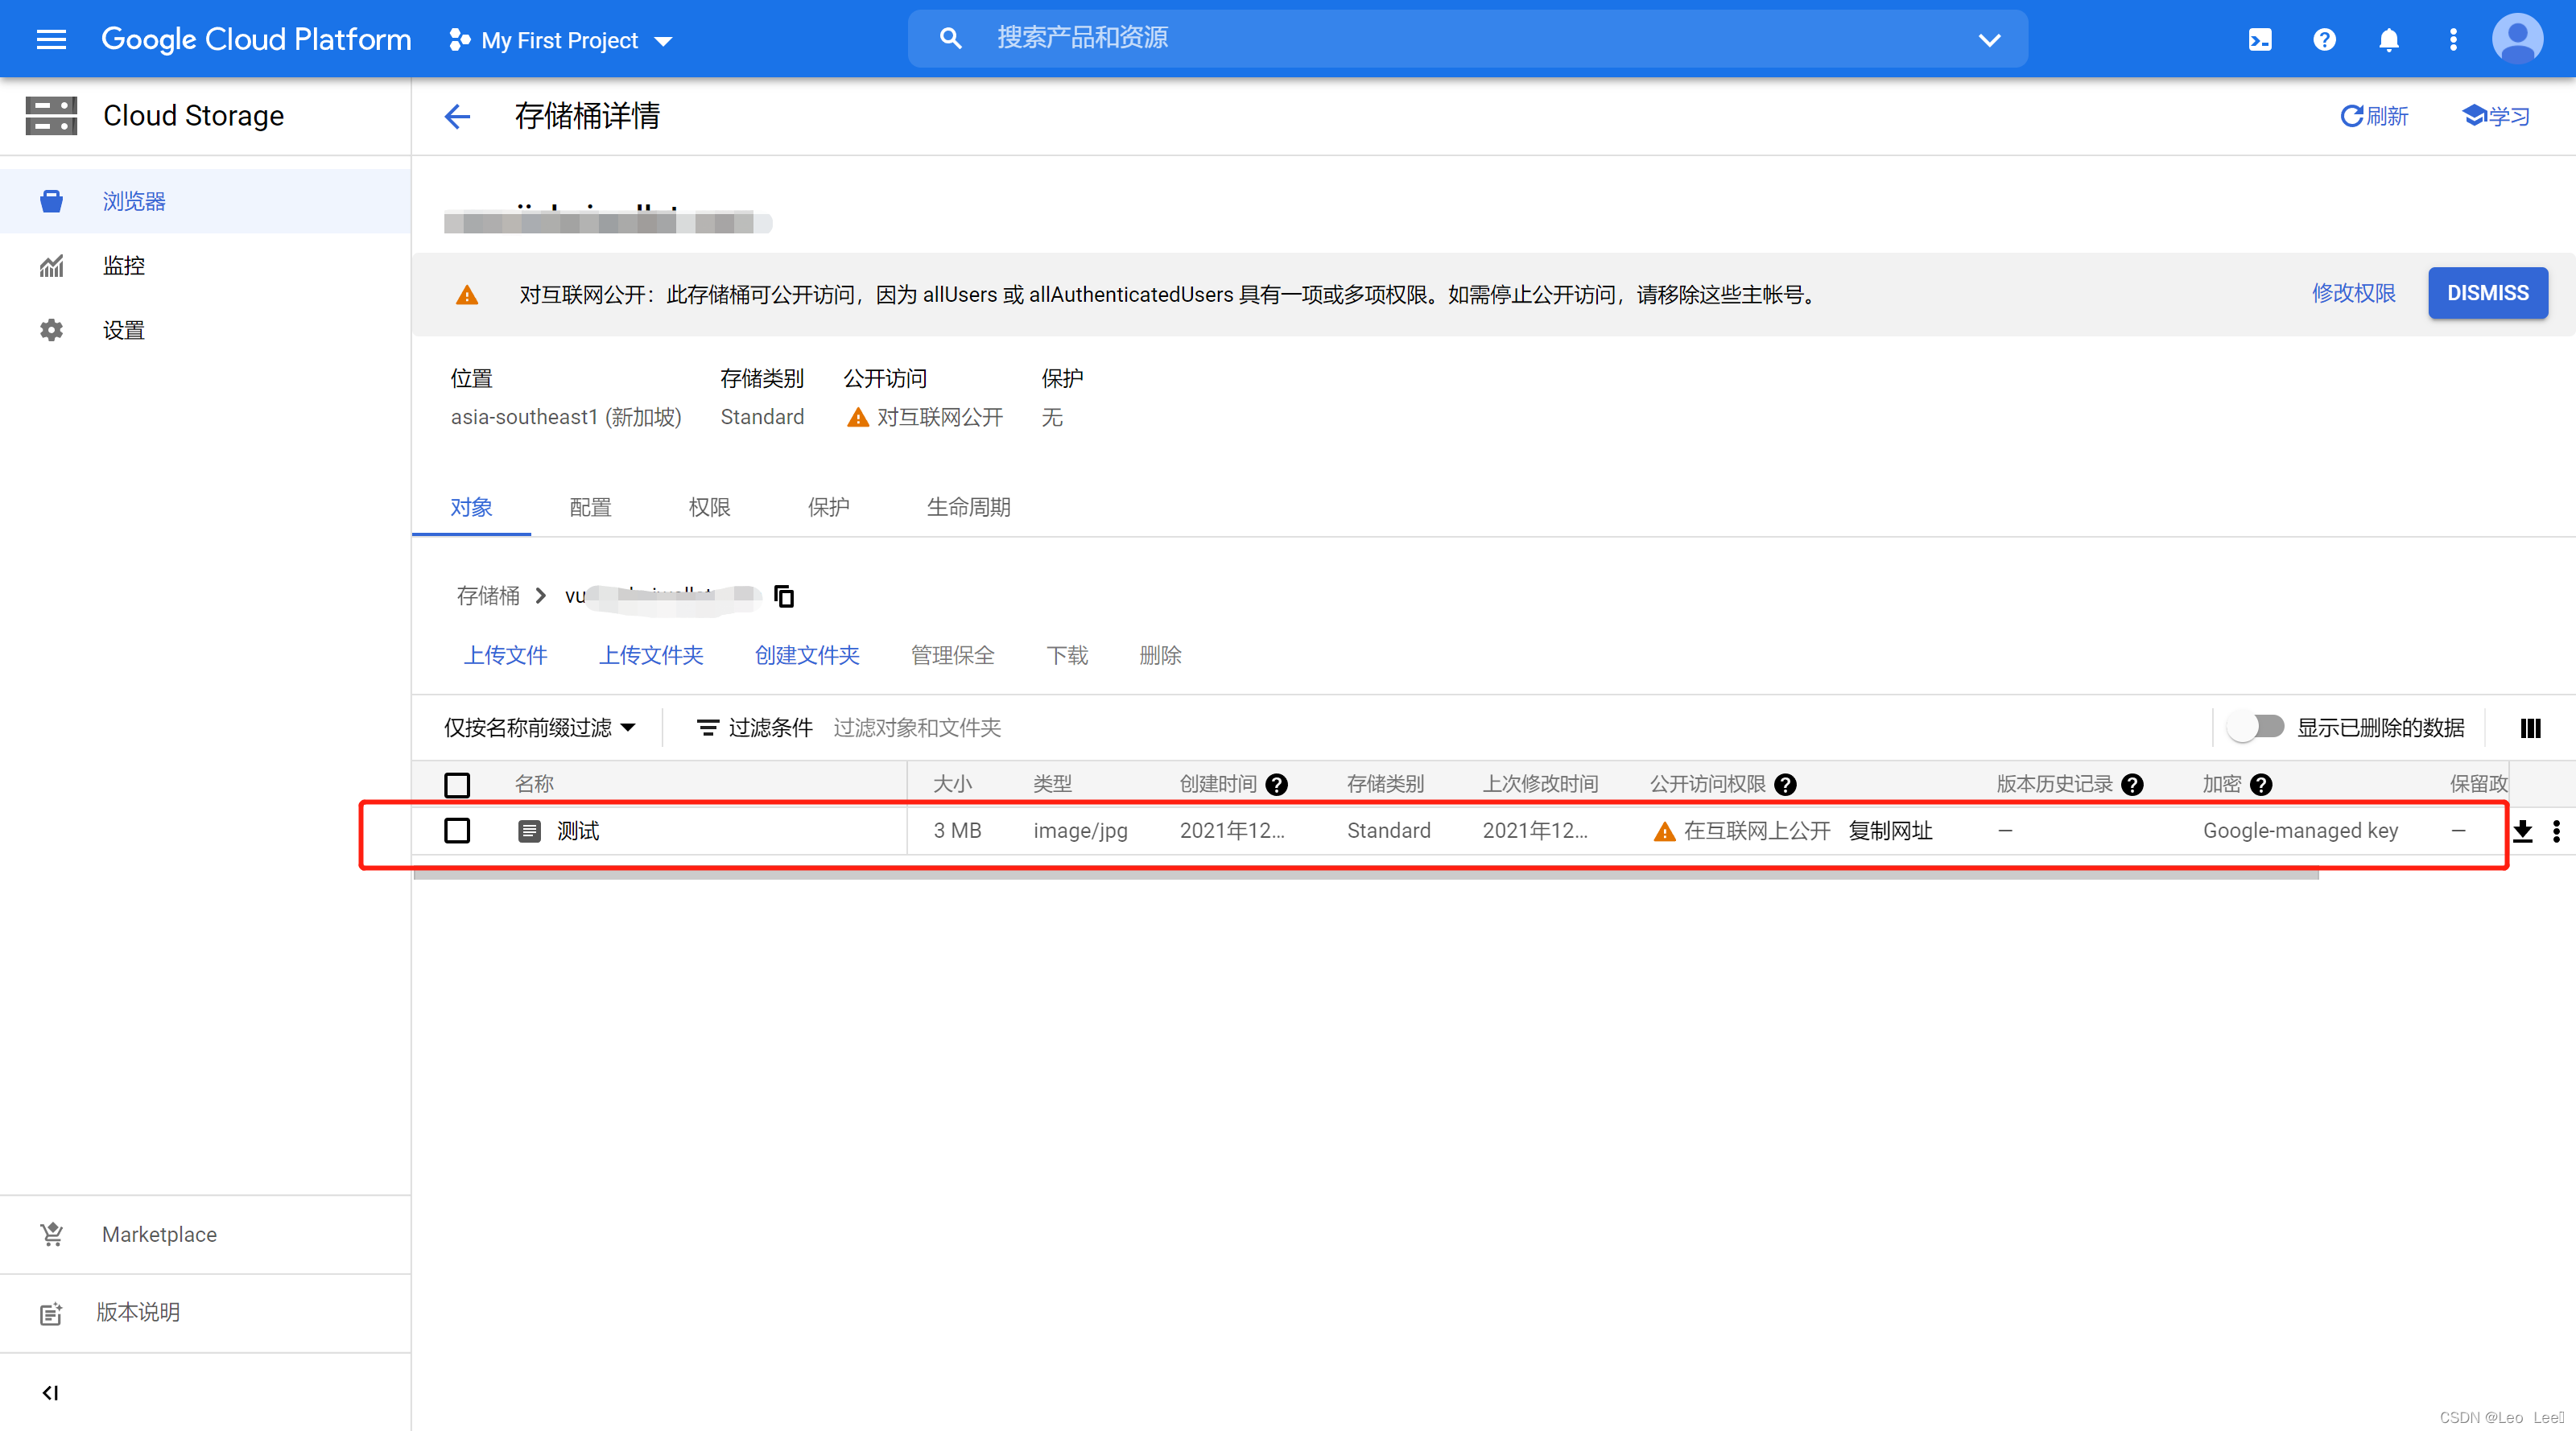 Google Cloud Platform My First Project 搜索产品和资源
Cloud Storage 存储桶详情 刷新 学习
浏览器
监控
设置
对互联网公开：此存储桶可公开访问，因为 allUsers 或 allAuthenticatedUsers 具有一项或多项权限。如需停止公开访问，请移除这些主帐号。 修改权限 DISMISS
位置 存储类别 公开访问 保护
asia-southeast1 (新加坡) Standard 对互联网公开 无
对象 配置 权限 保护 生命周期
存储桶
上传文件 上传文件夹 创建文件夹 管理保全 下载 删除
仅按名称前缀过滤 过滤条件 过滤对象和文件夹 显示已删除的数据
名称 大小 类型 创建时间 存储类别 上次修改时间 公开访问权限 版本历史记录 加密 保留政
测试 3 MB image/jpg 2021年12... Standard 2021年12... 在互联网上公开 复制网址 — Google-managed key —
Marketplace
版本说明
CSDN @Leo Lee